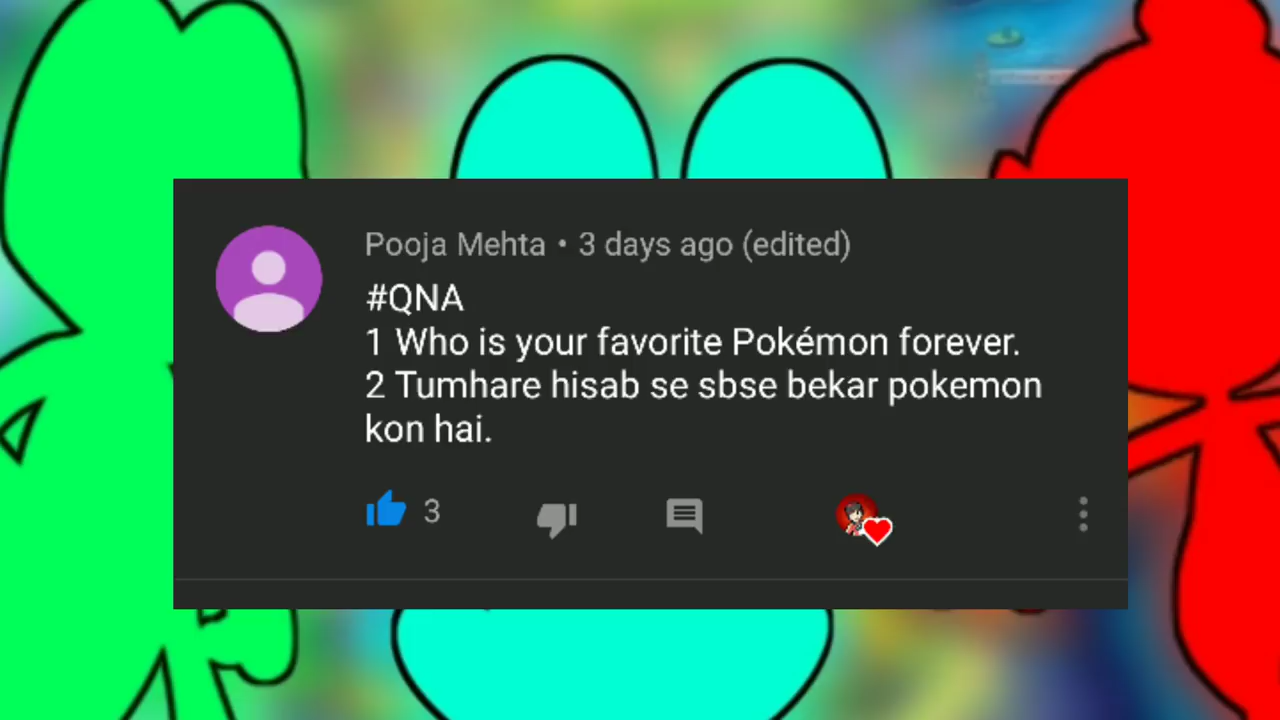 Pooja Mehta • 3 days ago (edited)
#QNA
1 Who is your favorite Pokémon forever.
2 Tumhare hisab se sbse bekar pokemon
kon hai.
3